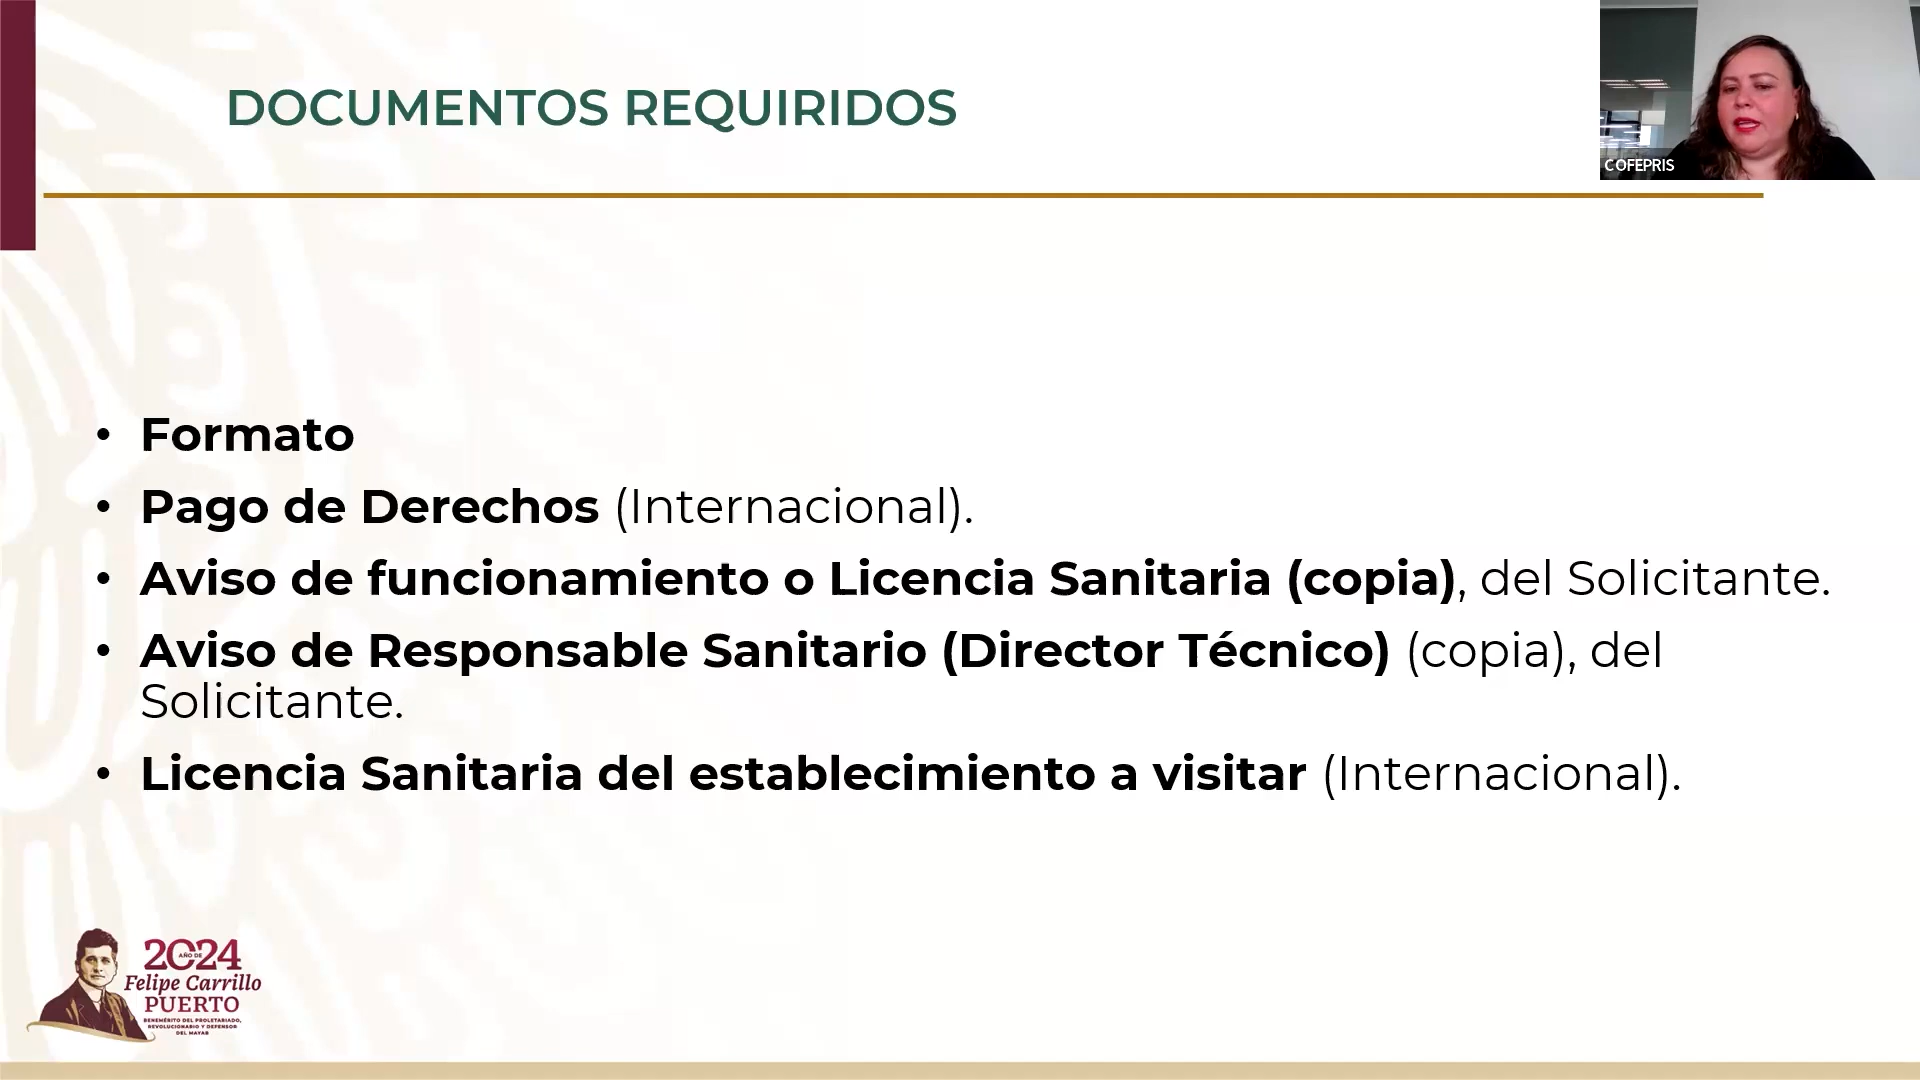 DOCUMENTOS REQUIRIDOS
COFEPRIS
• Formato
• Pago de Derechos (Internacional).
• Aviso de funcionamiento o Licencia Sanitaria (copia), del Solicitante.
• Aviso de Responsable Sanitario (Director Técnico) (copia), del
Solicitante.
• Licencia Sanitaria del establecimiento a visitar (Internacional).
2024
AÑO DE
Felipe Carrillo
PUERTO
BENEMÉRITO DEL PROLETARIADO,
REVOLUCIONARIO Y DEFENSOR
DEL MAYAB